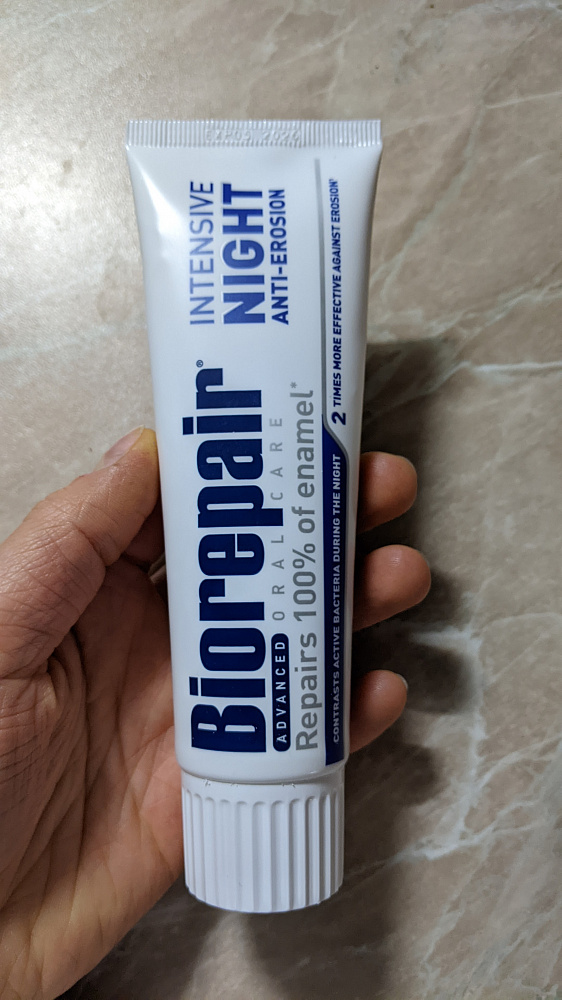 Biorepair®
ADVANCED ORAL CARE
Repairs 100% of enamel*
INTENSIVE
NIGHT
ANTI-EROSION
CONTRASTS ACTIVE BACTERIA DURING THE NIGHT
2 TIMES MORE EFFECTIVE AGAINST EROSION¹